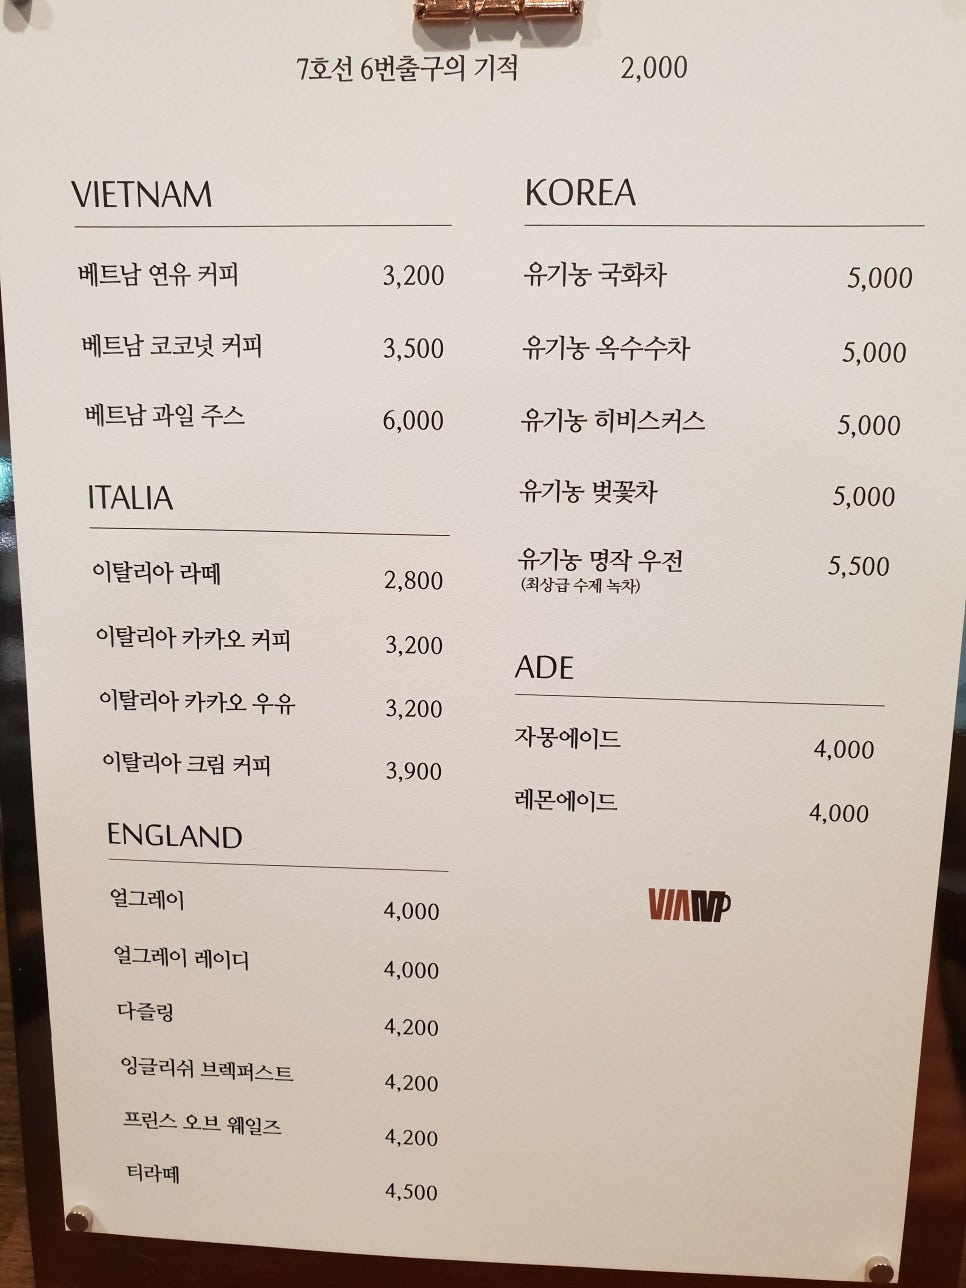 7호선 6번출구의 기적 2,000
VIETNAM
베트남 연유 커피 3,200
베트남 코코넛 커피 3,500
베트남 과일 주스 6,000
ITALIA
이탈리아 라떼 2,800
이탈리아 카카오 커피 3,200
이탈리아 카카오 우유 3,200
이탈리아 크림 커피 3,900
ENGLAND
얼그레이 4,000
얼그레이 레이디 4,000
다즐링 4,200
잉글리쉬 브렉퍼스트 4,200
프린스 오브 웨일즈 4,200
티라떼 4,500
KOREA
유기농 국화차 5,000
유기농 옥수수차 5,000
유기농 히비스커스 5,000
유기농 벚꽃차 5,000
유기농 명작 우전 5,500
(최상급 수제 녹차)
ADE
자몽에이드 4,000
레몬에이드 4,000